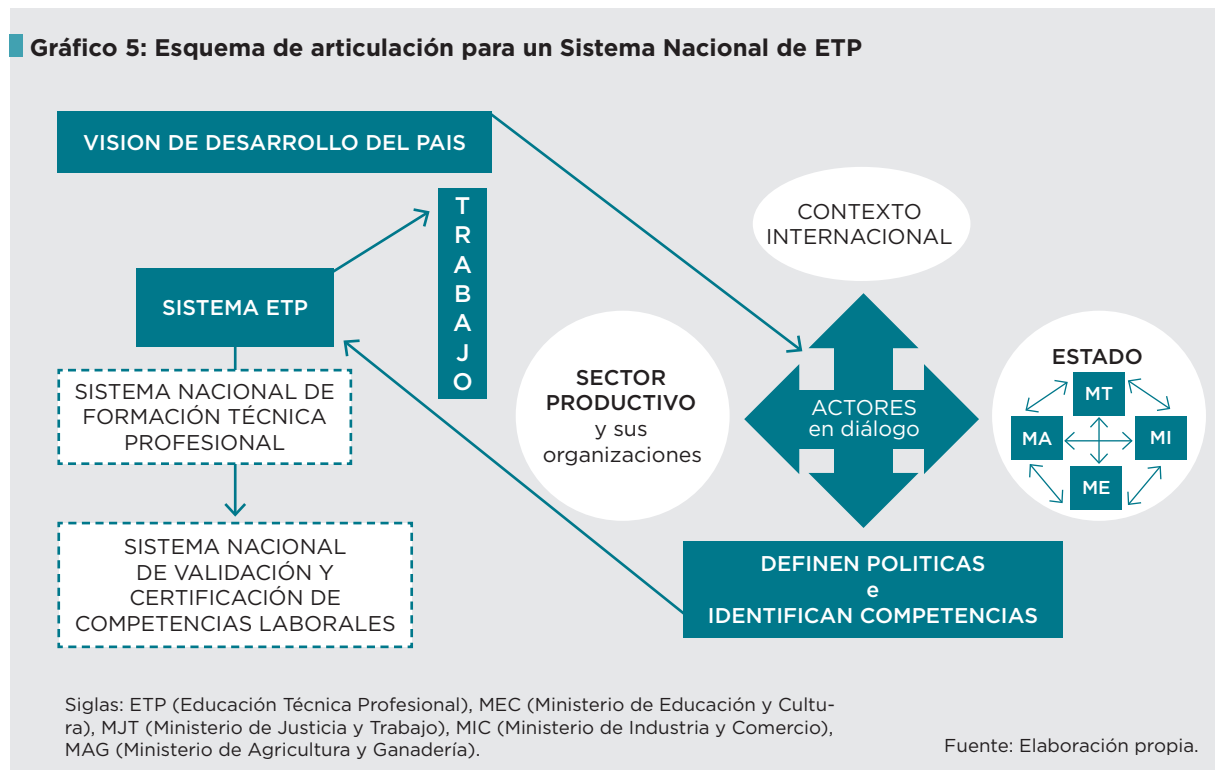 Gráfico 5: Esquema de articulación para un Sistema Nacional de ETP
VISION DE DESARROLLO DEL PAIS
T
R
A
B
A
J
O
SISTEMA ETP
SISTEMA NACIONAL DE
FORMACIÓN TÉCNICA
PROFESIONAL
SISTEMA NACIONAL
DE VALIDACIÓN Y
CERTIFICACIÓN DE
COMPETENCIAS LABORALES
CONTEXTO
INTERNACIONAL
SECTOR
PRODUCTIVO
y sus
organizaciones
ACTORES
en diálogo
ESTADO
MT
MA
MI
ME
DEFINEN POLITICAS
e
IDENTIFICAN COMPETENCIAS
Siglas: ETP (Educación Técnica Profesional), MEC (Ministerio de Educación y Cultu-
ra), MJT (Ministerio de Justicia y Trabajo), MIC (Ministerio de Industria y Comercio),
MAG (Ministerio de Agricultura y Ganadería).
Fuente: Elaboración propia.